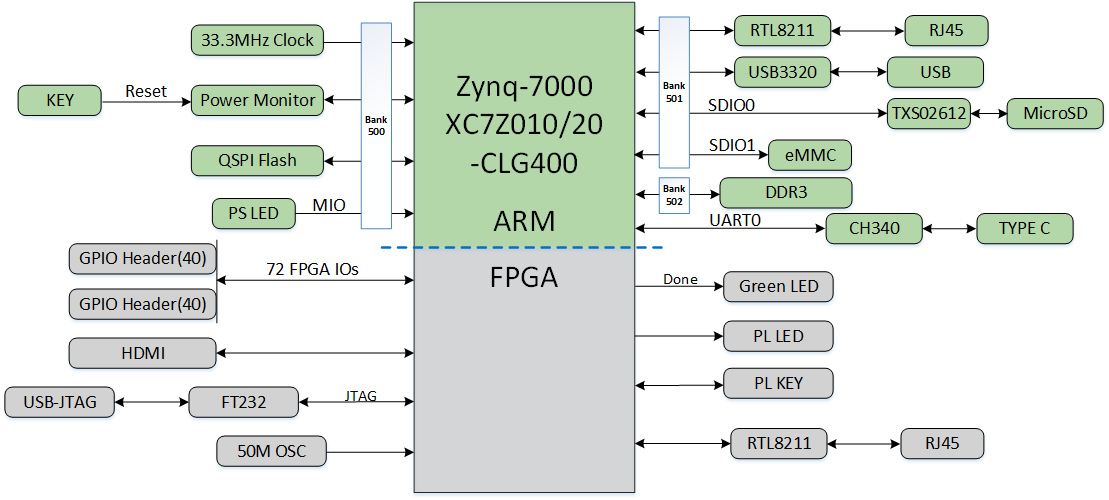 33.3MHz Clock
KEY
Reset
Power Monitor
QSPI Flash
PS LED
MIO
Bank
500
Zynq-7000
XC7Z010/20
-CLG400
ARM
FPGA
Bank
501
RTL8211
RJ45
USB3320
USB
SDIO0
TXS02612
MicroSD
SDIO1
eMMC
Bank
502
DDR3
UART0
CH340
TYPE C
GPIO Header(40)
72 FPGA IOs
GPIO Header(40)
HDMI
USB-JTAG
FT232
JTAG
50M OSC
Done
Green LED
PL LED
PL KEY
RTL8211
RJ45